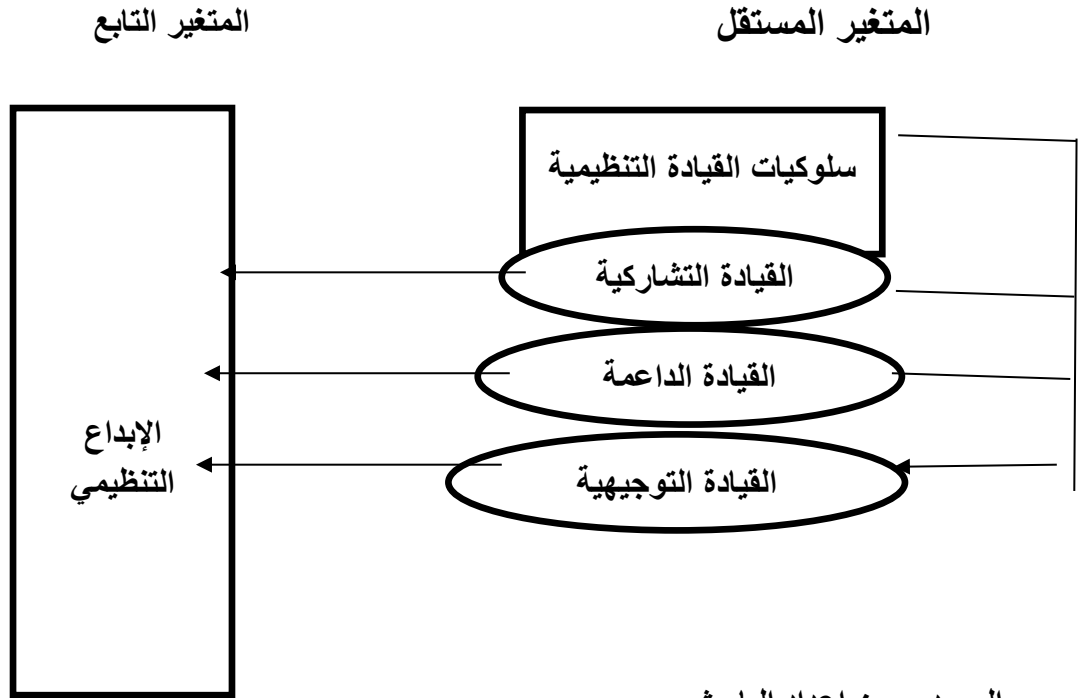 المتغير المستقل
المتغير التابع
سلوكيات القيادة التنظيمية
القيادة التشاركية
القيادة الداعمة
القيادة التوجيهية
الإبداع
التنظيمي